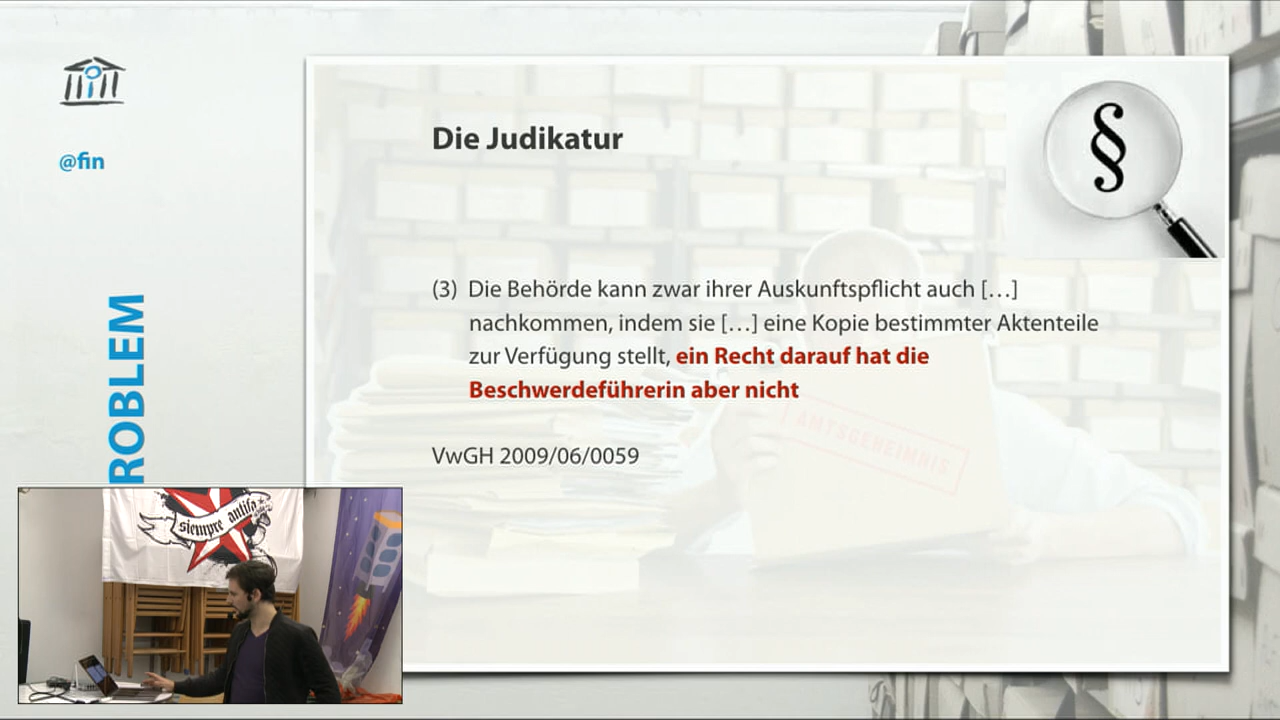 @fin
ROBLEM
Die Judikatur
§
(3) Die Behörde kann zwar ihrer Auskunftspflicht auch […]
nachkommen, indem sie […] eine Kopie bestimmter Aktenteile
zur Verfügung stellt, ein Recht darauf hat die
Beschwerdeführerin aber nicht
AMTSGEHEIMNIS
VwGH 2009/06/0059
siempre antifa